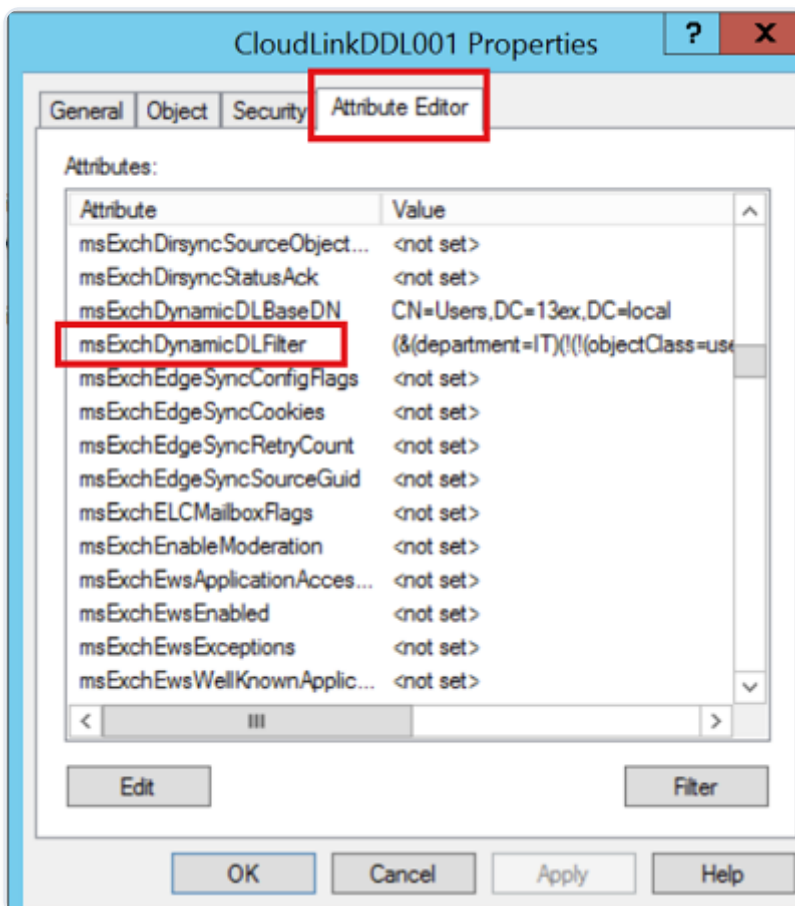 CloudLinkDDL001 Properties ? x
General Object Security Attribute Editor
Attributes:
Attribute Value
msExchDirsyncSourceObject... <not set>
msExchDirsyncStatusAck <not set>
msExchDynamicDLBaseDN CN=Users,DC=13ex,DC=local
msExchDynamicDLFilter (&(department=IT)(!(!(objectClass=use
msExchEdgeSyncConfigFlags <not set>
msExchEdgeSyncCookies <not set>
msExchEdgeSyncRetryCount <not set>
msExchEdgeSyncSourceGuid <not set>
msExchELCMailboxFlags <not set>
msExchEnableModeration <not set>
msExchEwsApplicationAcces... <not set>
msExchEwsEnabled <not set>
msExchEwsExceptions <not set>
msExchEwsWellKnownApplic... <not set>
Edit Filter
OK Cancel Apply Help